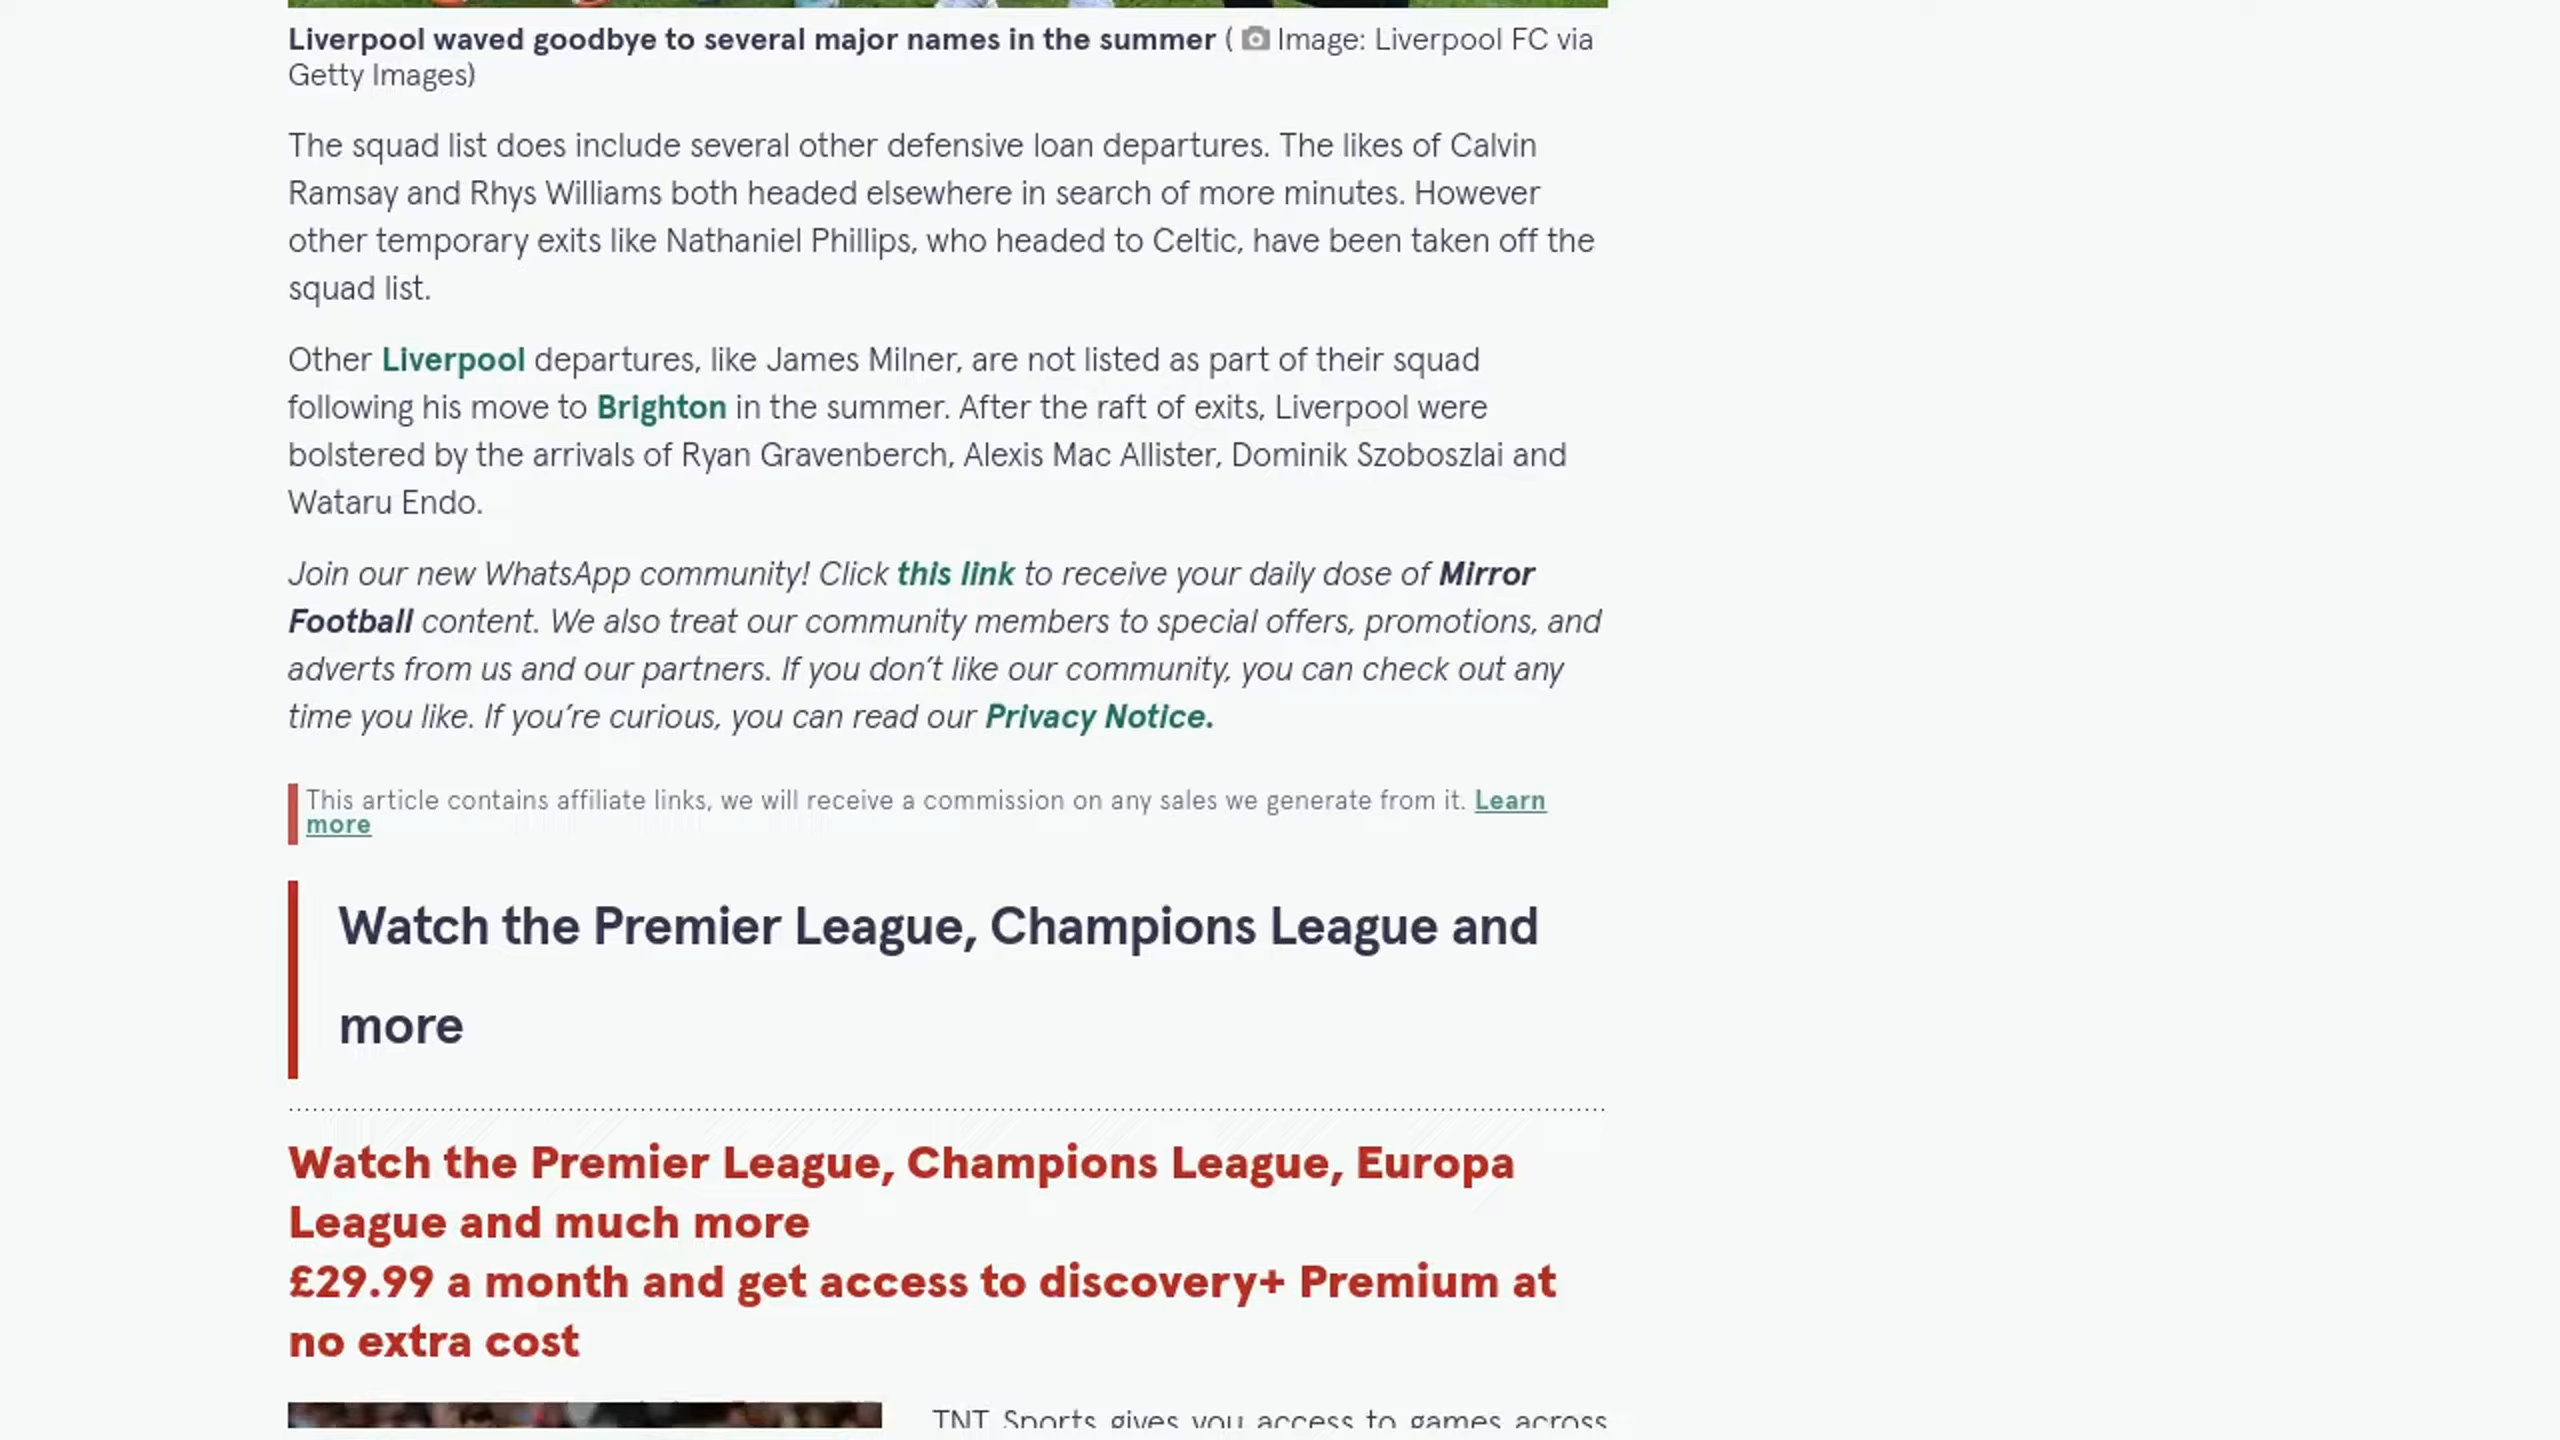 Liverpool waved goodbye to several major names in the summer ( Image: Liverpool FC via
Getty Images)
The squad list does include several other defensive loan departures. The likes of Calvin
Ramsay and Rhys Williams both headed elsewhere in search of more minutes. However
other temporary exits like Nathaniel Phillips, who headed to Celtic, have been taken off the
squad list.
Other Liverpool departures, like James Milner, are not listed as part of their squad
following his move to Brighton in the summer. After the raft of exits, Liverpool were
bolstered by the arrivals of Ryan Gravenberch, Alexis Mac Allister, Dominik Szoboszlai and
Wataru Endo.
Join our new WhatsApp community! Click this link to receive your daily dose of Mirror
Football content. We also treat our community members to special offers, promotions, and
adverts from us and our partners. If you don’t like our community, you can check out any
time you like. If you’re curious, you can read our Privacy Notice.
This article contains affiliate links, we will receive a commission on any sales we generate from it. Learn
more
Watch the Premier League, Champions League and
more
Watch the Premier League, Champions League, Europa
League and much more
£29.99 a month and get access to discovery+ Premium at
no extra cost
TNT Sports gives you access to games across